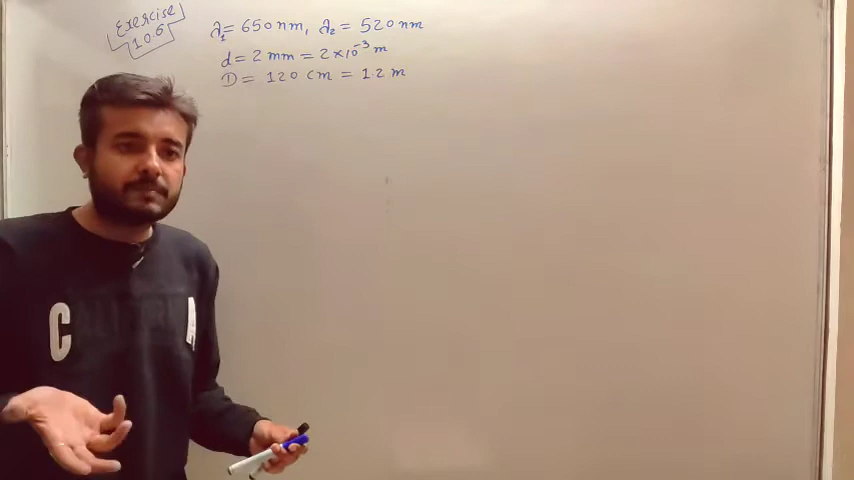 Exercise
10.6
λ₁= 650 nm, λ₂ = 520 nm
d = 2 mm = 2×10⁻³ m
D = 120 cm = 1.2 m
C